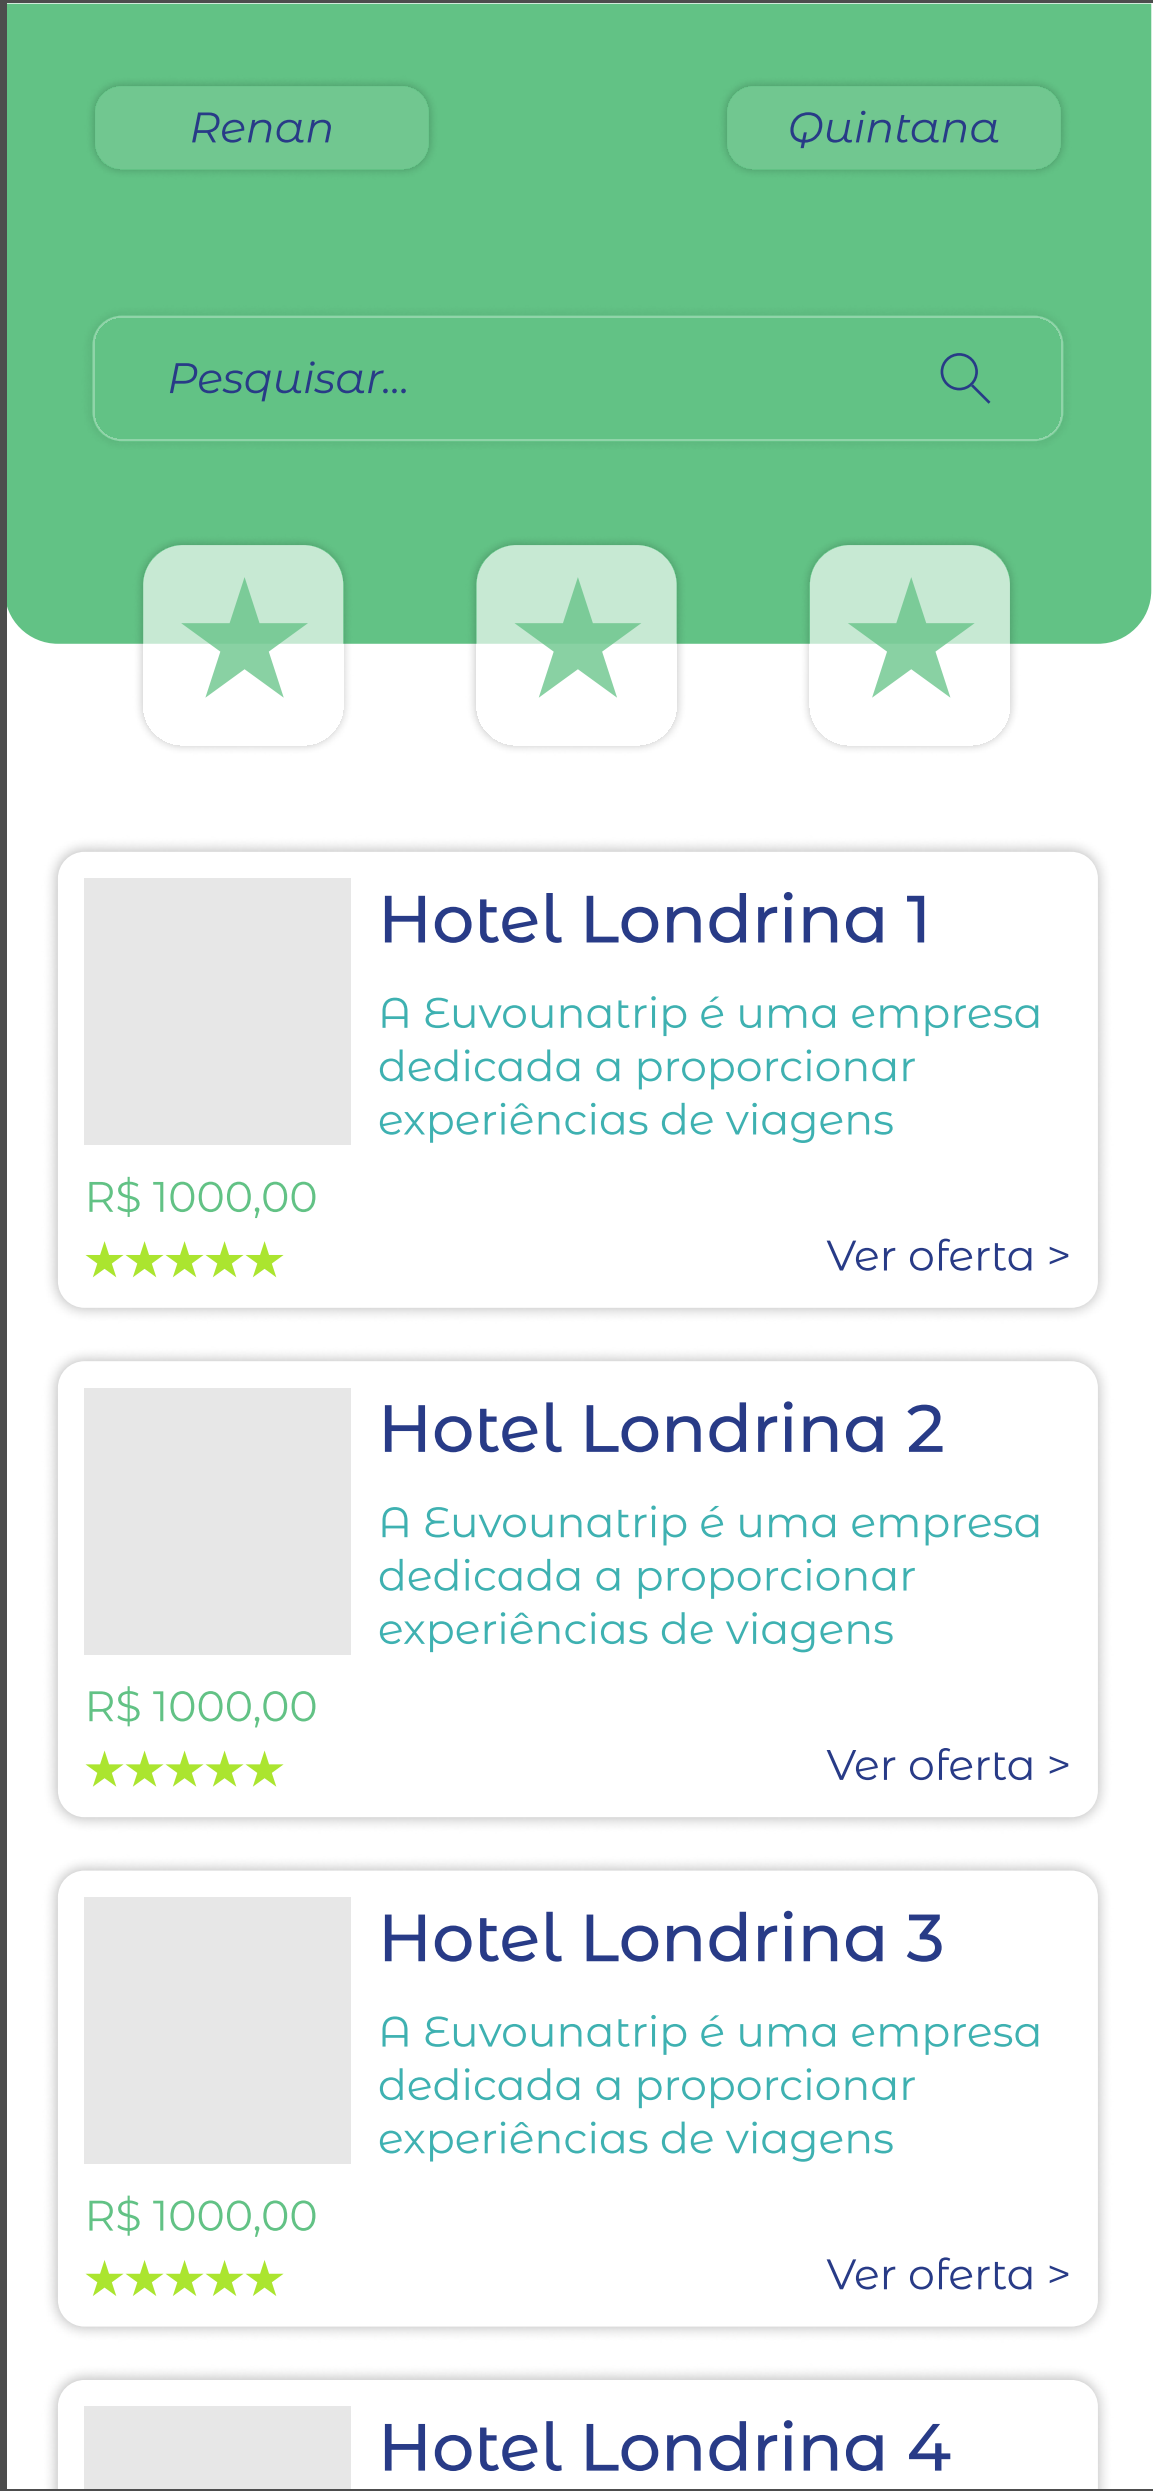 Renan
Quintana
Pesquisar...
Hotel Londrina 1
A Euvounatrip é uma empresa
dedicada a proporcionar
experiências de viagens
R$ 1000,00
Ver oferta >
Hotel Londrina 2
A Euvounatrip é uma empresa
dedicada a proporcionar
experiências de viagens
R$ 1000,00
Ver oferta >
Hotel Londrina 3
A Euvounatrip é uma empresa
dedicada a proporcionar
experiências de viagens
R$ 1000,00
Ver oferta >
Hotel Londrina 4